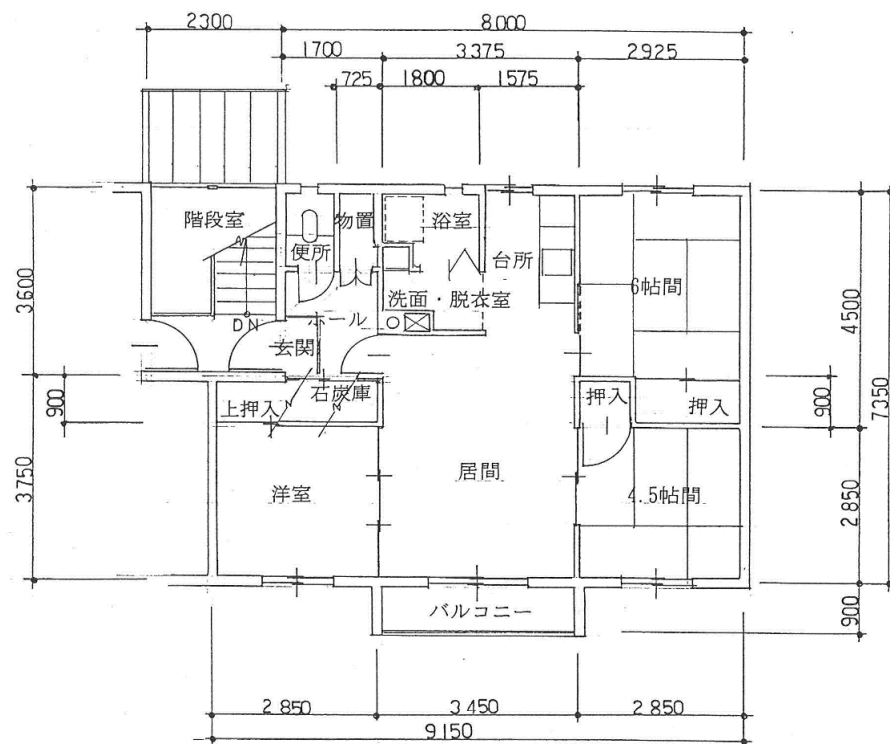 2300
8000
1700
3375
2925
725
1800
1575
階段室
便所
物置
浴室
台所
洗面・脱衣室
6帖間
ホール
DN
玄関
3600
4500
7350
石炭庫
上押入
押入
押入
900
900
洋室
居間
4.5帖間
3750
2850
バルコニー
900
2850
3450
2850
9150